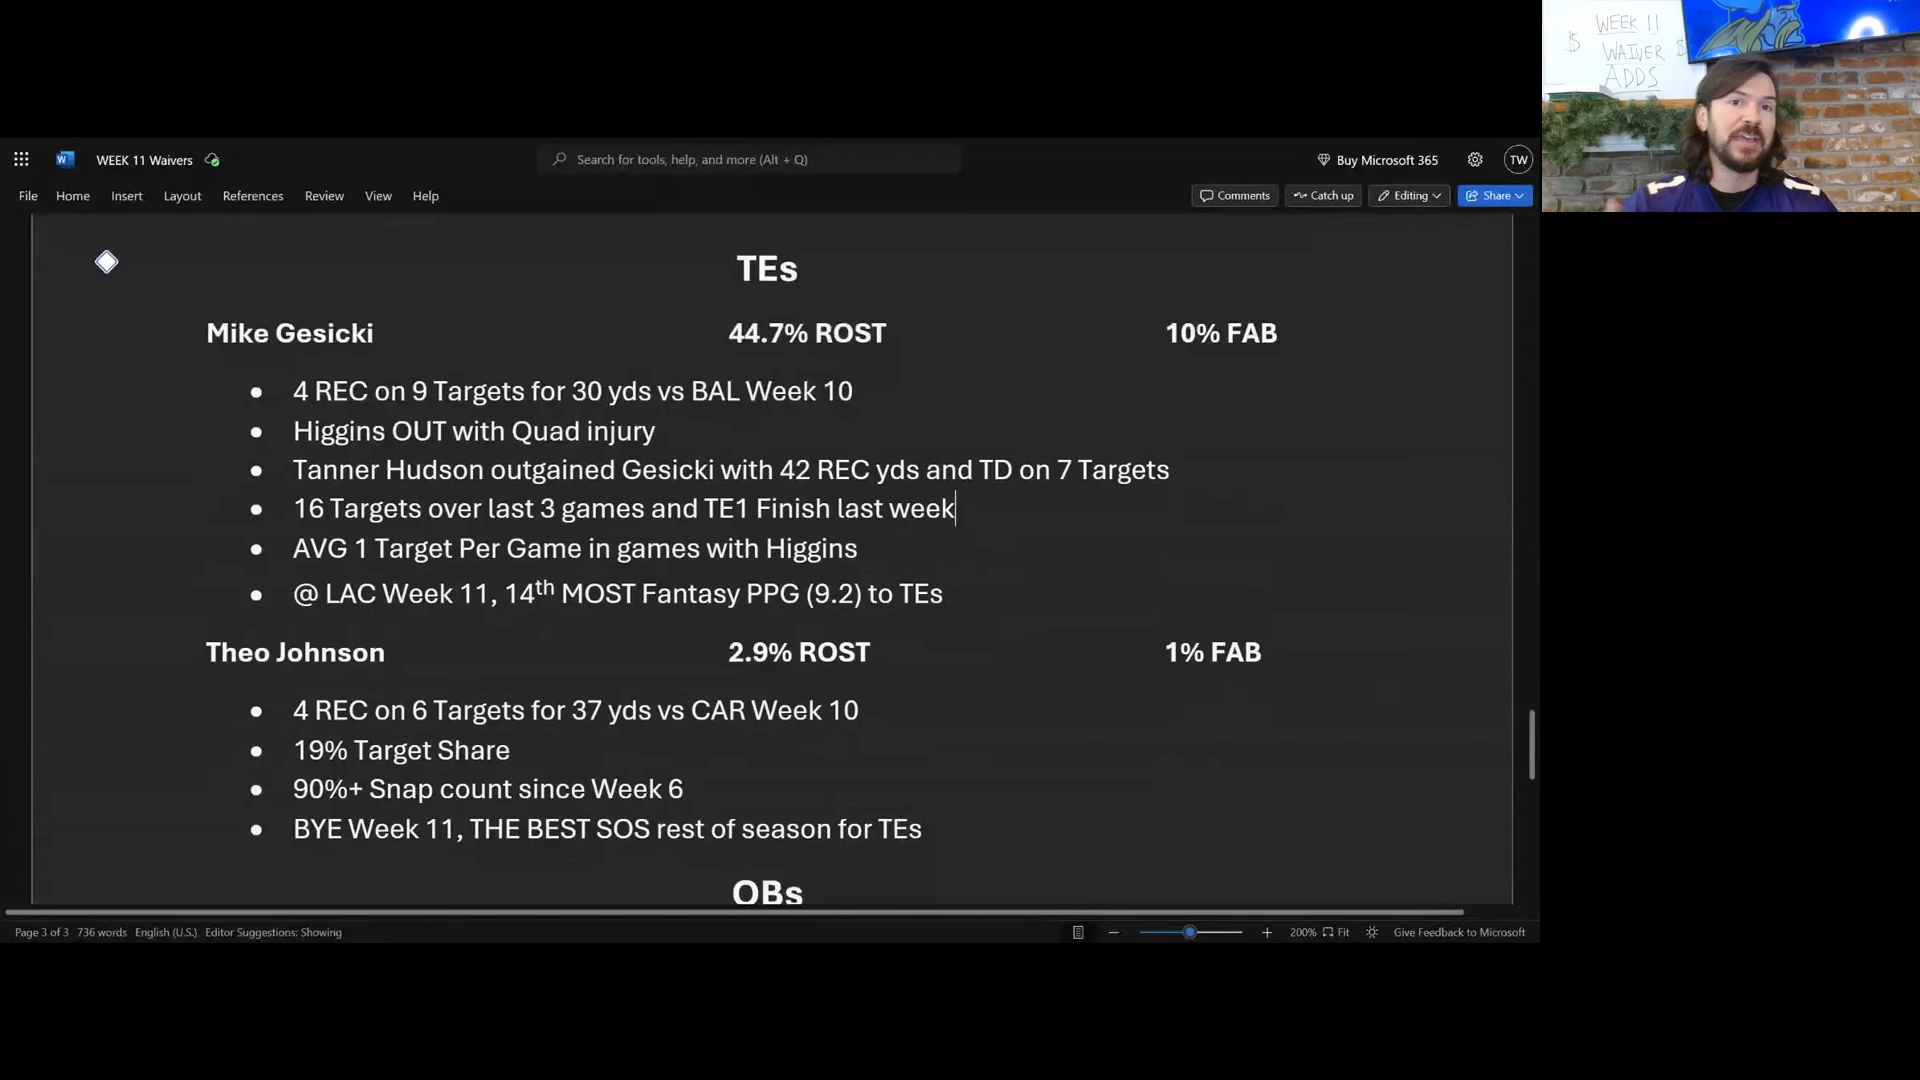 WEEK 11
$ WAIVER $
ADDS
WEEK 11 Waivers
Search for tools, help, and more (Alt + Q)
Buy Microsoft 365
TW
File Home Insert Layout References Review View Help
Comments Catch up Editing Share
TEs
Mike Gesicki 44.7% ROST 10% FAB
• 4 REC on 9 Targets for 30 yds vs BAL Week 10
• Higgins OUT with Quad injury
• Tanner Hudson outgained Gesicki with 42 REC yds and TD on 7 Targets
• 16 Targets over last 3 games and TE1 Finish last week
• AVG 1 Target Per Game in games with Higgins
• @ LAC Week 11, 14th MOST Fantasy PPG (9.2) to TEs
Theo Johnson 2.9% ROST 1% FAB
• 4 REC on 6 Targets for 37 yds vs CAR Week 10
• 19% Target Share
• 90%+ Snap count since Week 6
• BYE Week 11, THE BEST SOS rest of season for TEs
QBs
Page 3 of 3 736 words English (U.S.) Editor Suggestions: Showing 200% Fit Give Feedback to Microsoft